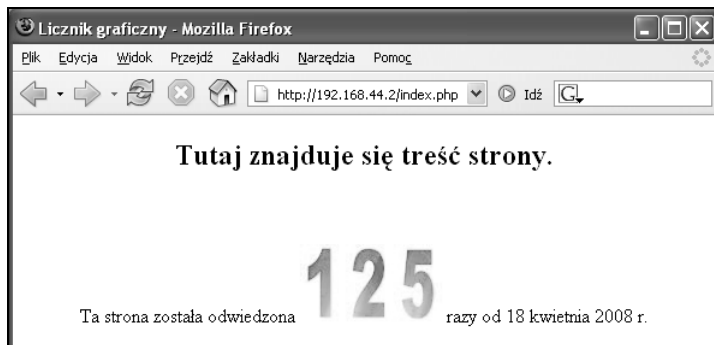 Licznik graficzny - Mozilla Firefox
Plik Edycja Widok Przejdź Zakładki Narzędzia Pomoc
http://192.168.44.2/index.php Idź G
Tutaj znajduje się treść strony.
Ta strona została odwiedzona 125 razy od 18 kwietnia 2008 r.